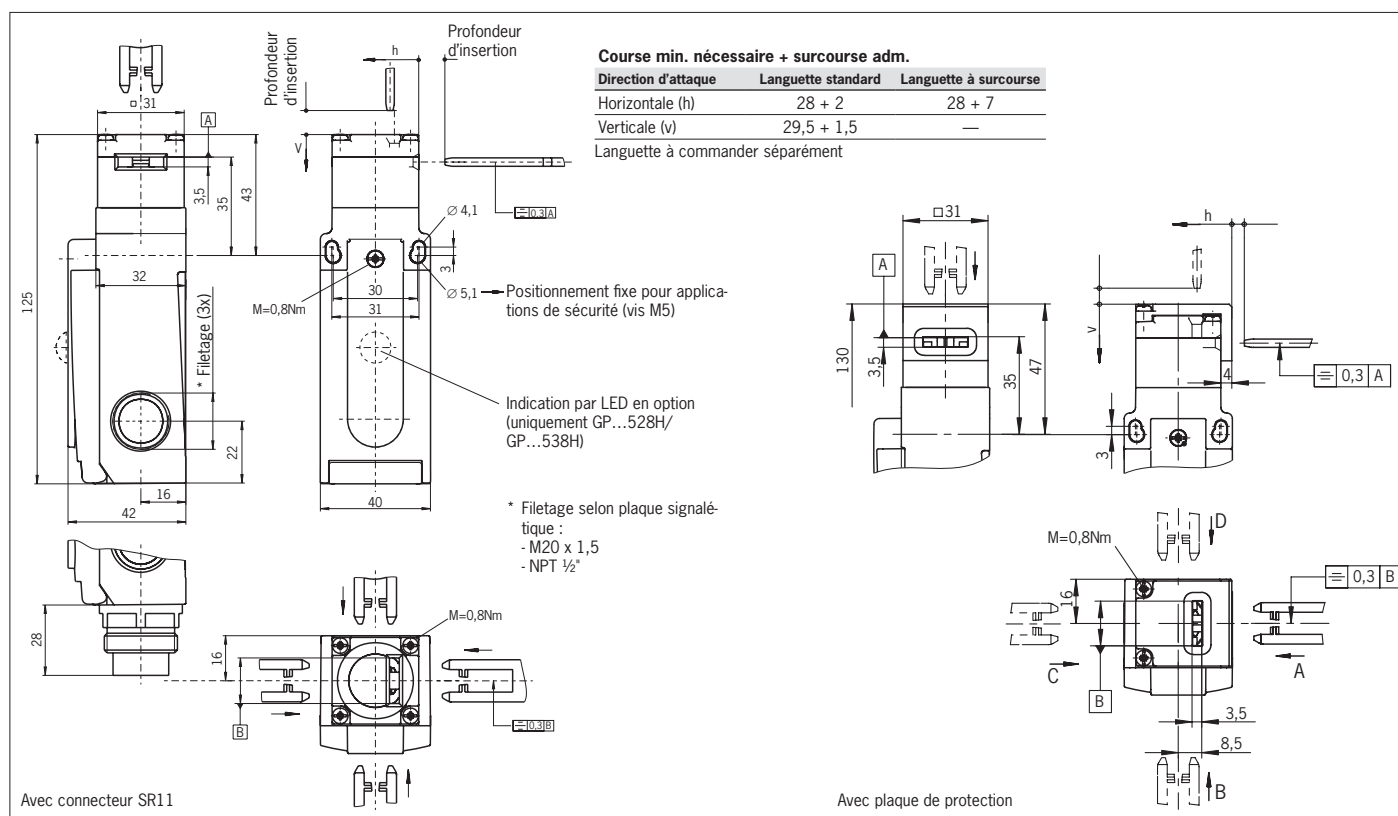 Profondeur
d'insertion
h
Profondeur
d'insertion
Course min. nécessaire + surcourse adm.
Direction d'attaque Languette standard Languette à surcourse
Horizontale (h) 28 + 2 28 + 7
Verticale (v) 29,5 + 1,5 —
Languette à commander séparément
□ 31
A
V
3,5
35
43
0,3 A
∅ 4,1
3
125
32
M=0,8Nm
30
31
∅ 5,1
Positionnement fixe pour applica-
tions de sécurité (vis M5)
* Filetage (3x)
Indication par LED en option
(uniquement GP...528H/
GP...538H)
22
16
42
40
* Filetage selon plaque signalé-
tique :
- M20 x 1,5
- NPT ½"
28
M=0,8Nm
16
B
0,3 B
Avec connecteur SR11
□31
h
A
v
130
3,5
35
47
4
0,3 A
3
D
M=0,8Nm
0,3 B
16
C
A
B
3,5
8,5
B
Avec plaque de protection